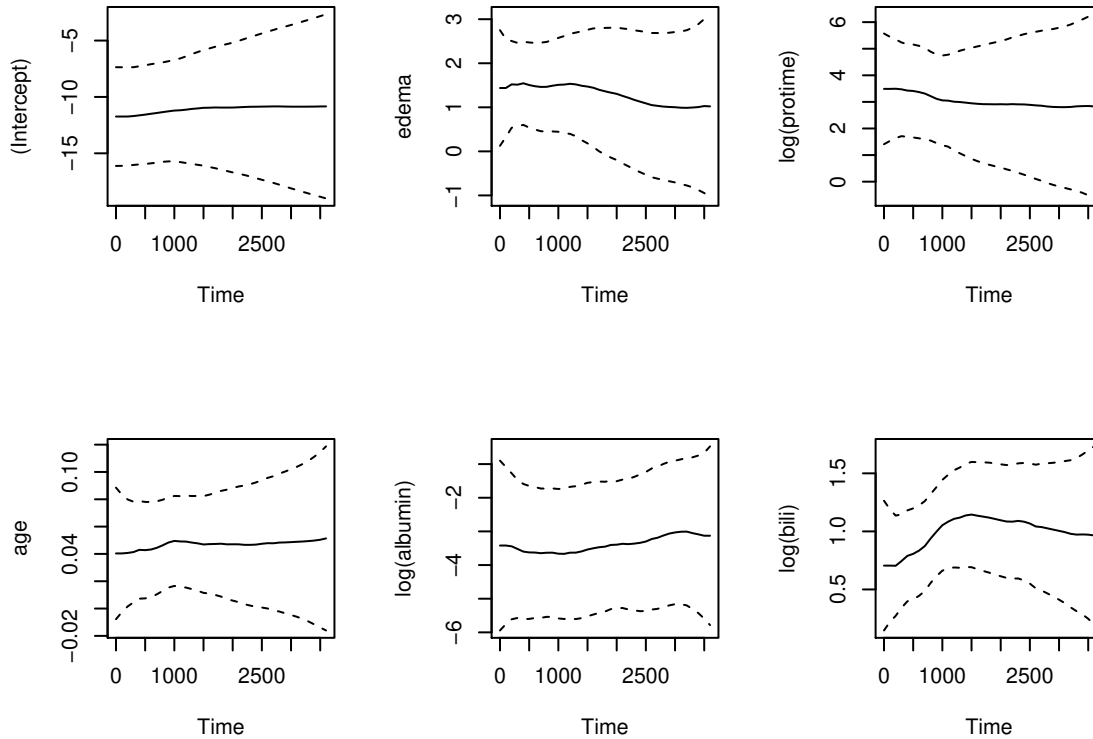 (Intercept)
−5
−10
−15
0 1000 2500
Time
edema
3
2
1
0
−1
0 1000 2500
Time
log(protime)
6
4
2
0
0 1000 2500
Time
age
0.10
0.04
−0.02
0 1000 2500
Time
log(albumin)
−2
−4
−6
0 1000 2500
Time
log(bili)
1.5
1.0
0.5
0 1000 2500
Time